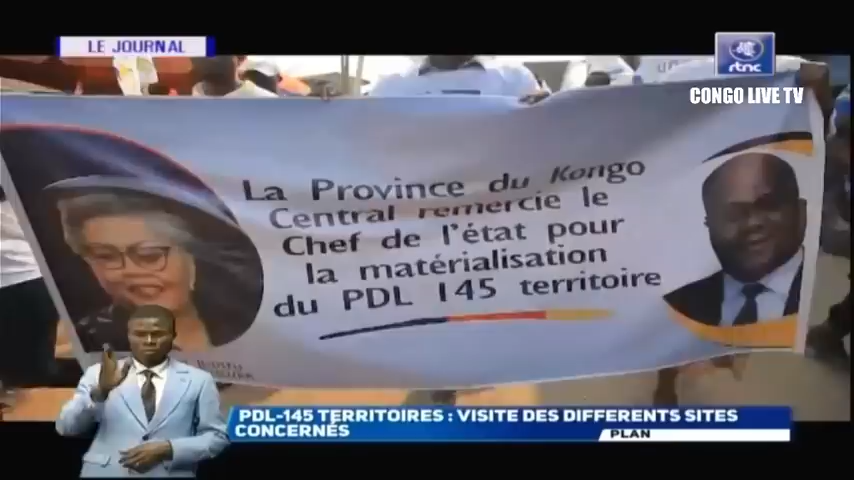 LE JOURNAL
rtnc
CONGO LIVE TV
La Province du Kongo
Central remercie le
Chef de l'état pour
la matérialisation
du PDL 145 territoire
PDL-145 TERRITOIRES : VISITE DES DIFFERENTS SITES
CONCERNÉS
PLAN